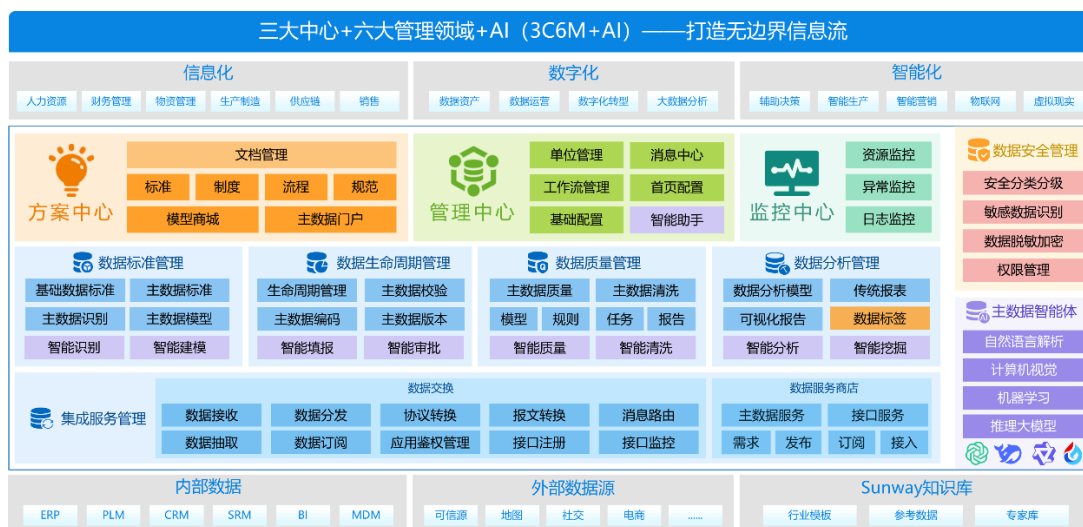 三大中心+六大管理领域+AI（3C6M+AI）——打造无边界信息流
信息化
人力资源 财务管理 物资管理 生产制造 供应链 销售
数字化
数据资产 数据运营 数字化转型 大数据分析
智能化
辅助决策 智能生产 智能营销 物联网 虚拟现实
方案中心
文档管理
标准 制度 流程 规范
模型商城 主数据门户
管理中心
单位管理 消息中心
工作流管理 首页配置
基础配置 智能助手
监控中心
资源监控
异常监控
日志监控
数据安全管理
安全分类分级
敏感数据识别
数据脱敏加密
权限管理
数据标准管理
基础数据标准 主数据标准
主数据识别 主数据模型
智能识别 智能建模
数据生命周期管理
生命周期管理 主数据校验
主数据编码 主数据版本
智能填报 智能审批
数据质量管理
主数据质量 主数据清洗
模型 规则 任务 报告
智能质量 智能清洗
数据分析管理
数据分析模型 传统报表
可视化报告 数据标签
智能分析 智能挖掘
主数据智能体
自然语言解析
计算机视觉
机器学习
推理大模型
集成服务管理
数据交换
数据接收 数据分发 协议转换 报文转换 消息路由
数据抽取 数据订阅 应用鉴权管理 接口注册 接口监控
数据服务商店
主数据服务 接口服务
需求 发布 订阅 接入
内部数据
ERP PLM CRM SRM BI MDM
外部数据源
可信源 地图 社交 电商 ......
Sunway知识库
行业模板 参考数据 专家库